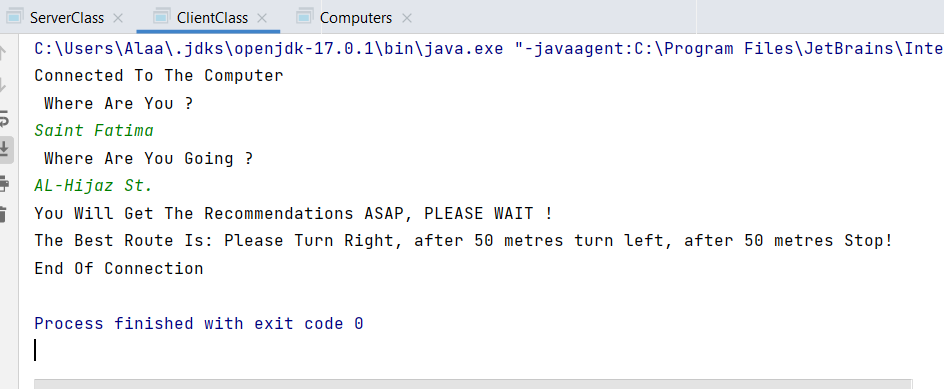 ServerClass ClientClass Computers
C:\Users\Alaa\.jdks\openjdk-17.0.1\bin\java.exe "-javaagent:C:\Program Files\JetBrains\Inte
Connected To The Computer
Where Are You ?
Saint Fatima
Where Are You Going ?
AL-Hijaz St.
You Will Get The Recommendations ASAP, PLEASE WAIT !
The Best Route Is: Please Turn Right, after 50 metres turn left, after 50 metres Stop!
End Of Connection
Process finished with exit code 0